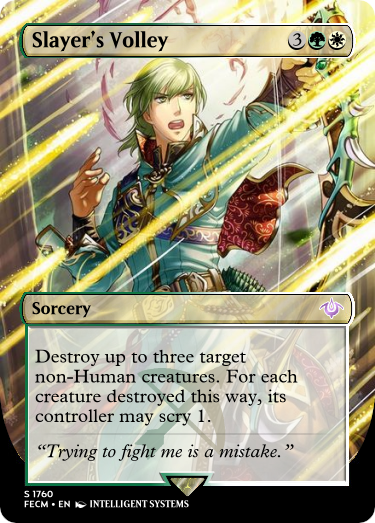 Slayer's Volley 3
Sorcery
Destroy up to three target
non-Human creatures. For each
creature destroyed this way, its
controller may scry 1.
“Trying to fight me is a mistake.”
S 1760
FECM • EN INTELLIGENT SYSTEMS